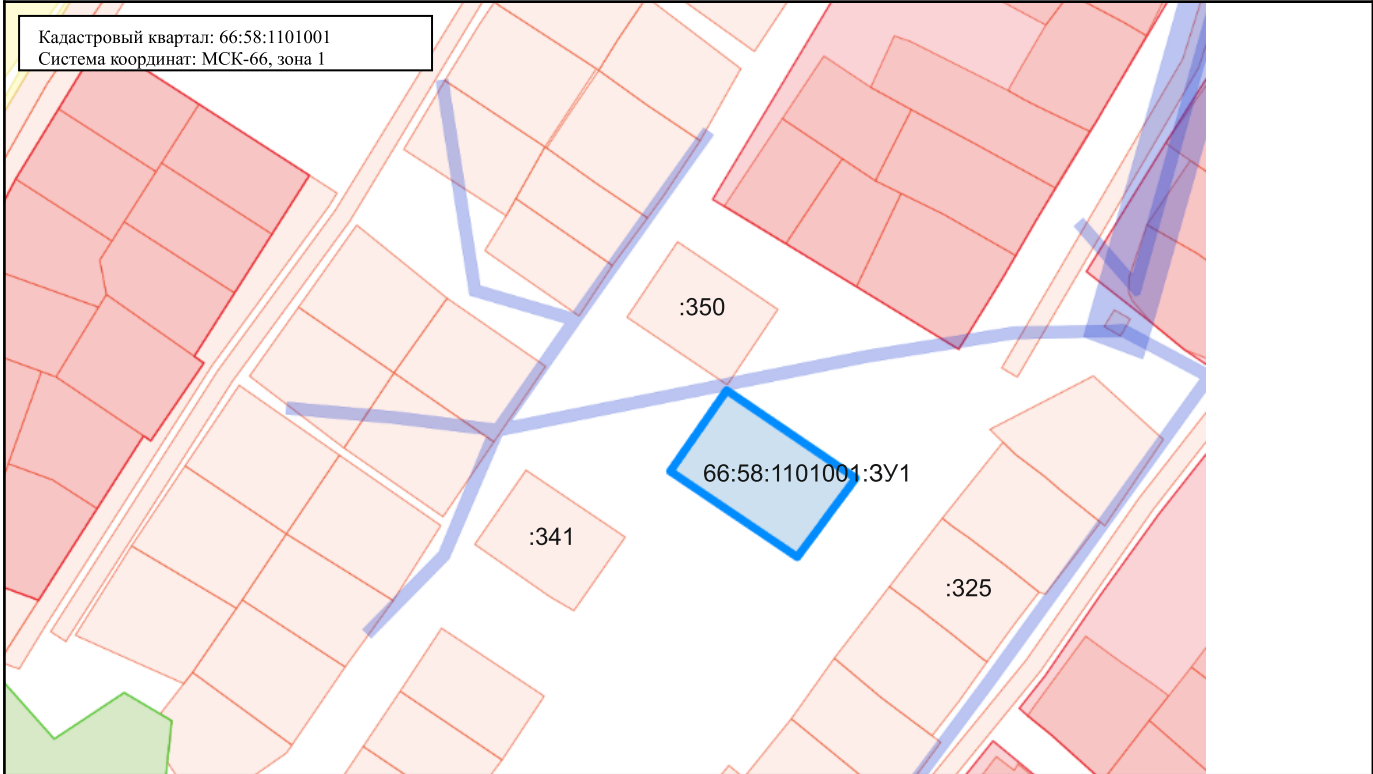 Кадастровый квартал: 66:58:1101001
Система координат: МСК-66, зона 1
:350
66:58:1101001:ЗУ1
:341
:325